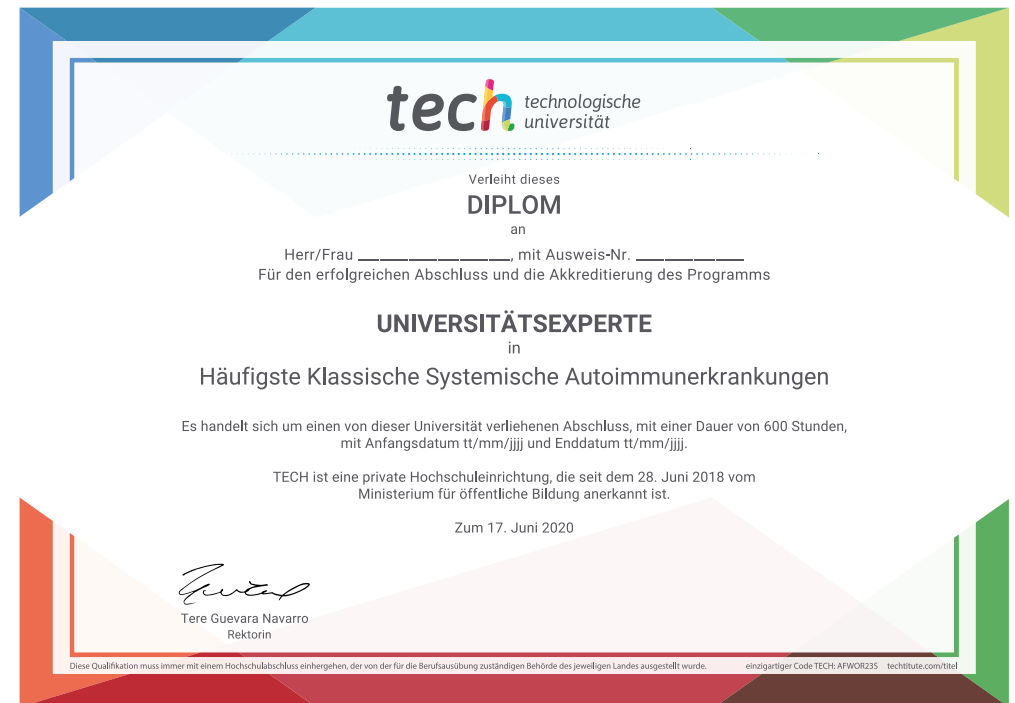 tech technologische
universität
Verleiht dieses
DIPLOM
an
Herr/Frau ____________________, mit Ausweis-Nr. ______________
Für den erfolgreichen Abschluss und die Akkreditierung des Programms
UNIVERSITÄTSEXPERTE
in
Häufigste Klassische Systemische Autoimmunerkrankungen
Es handelt sich um einen von dieser Universität verliehenen Abschluss, mit einer Dauer von 600 Stunden,
mit Anfangsdatum tt/mm/jjjj und Enddatum tt/mm/jjjj.
TECH ist eine private Hochschuleinrichtung, die seit dem 28. Juni 2018 vom
Ministerium für öffentliche Bildung anerkannt ist.
Zum 17. Juni 2020
Tere Guevara Navarro
Rektorin
Diese Qualifikation muss immer mit einem Hochschulabschluss einhergehen, der von der für die Berufsausübung zuständigen Behörde des jeweiligen Landes ausgestellt wurde. einzigartiger Code TECH: AFWOR23S techtitute.com/titel